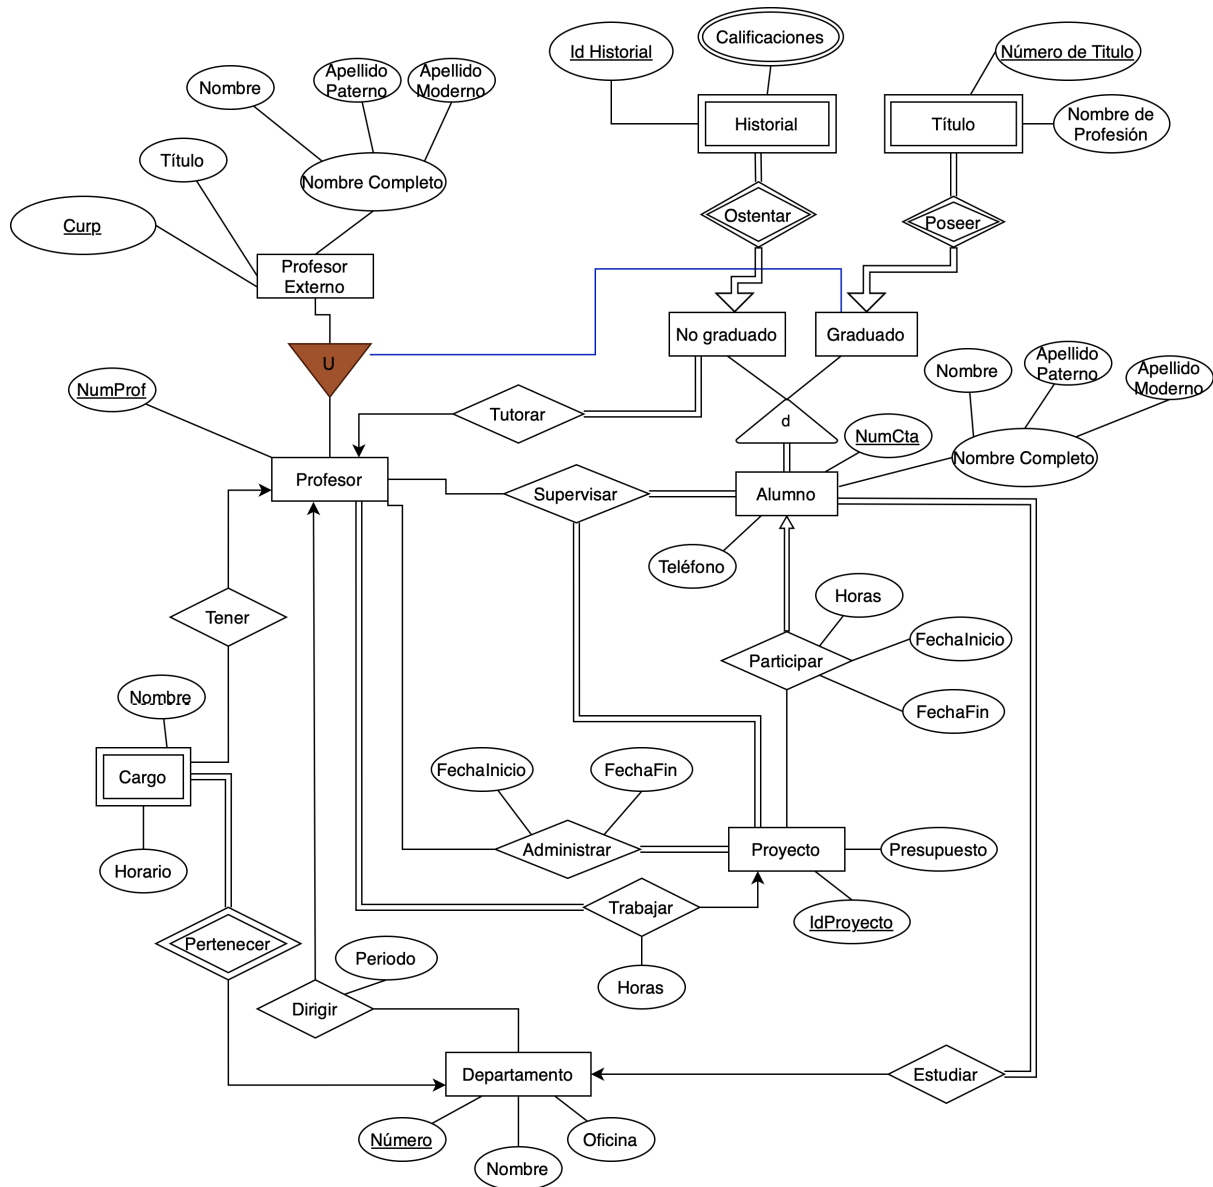 Id Historial
Calificaciones
Número de Titulo
Nombre
Apellido
Paterno
Apellido
Moderno
Historial
Título
Nombre de
Profesión
Título
Nombre Completo
Curp
Ostentar
Poseer
Profesor
Externo
No graduado
Graduado
U
NumProf
Tutorar
d
Nombre
Apellido
Paterno
Apellido
Moderno
NumCta
Nombre Completo
Profesor
Supervisar
Alumno
Teléfono
Tener
Horas
FechaInicio
Participar
FechaFin
Nombre
Cargo
FechaInicio
FechaFin
Horario
Administrar
Proyecto
Presupuesto
Trabajar
IdProyecto
Pertenecer
Periodo
Horas
Dirigir
Departamento
Estudiar
Número
Nombre
Oficina